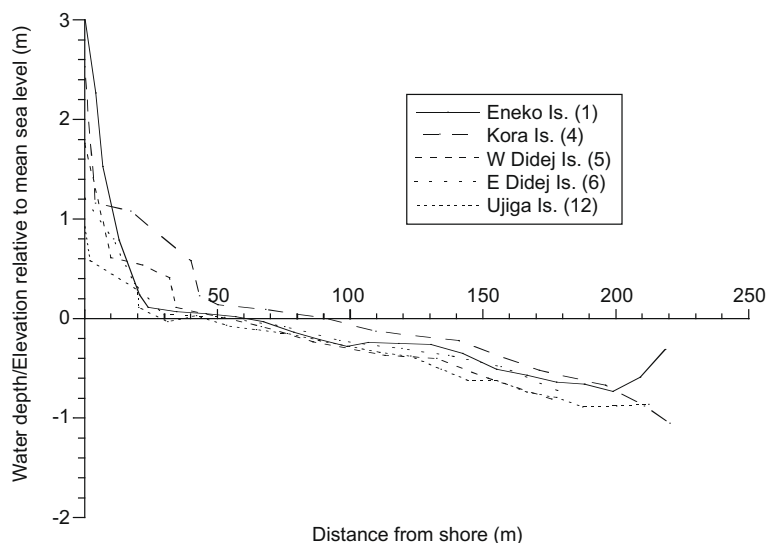 Water depth/Elevation relative to mean sea level (m)
3
2
1
0
-1
-2
50
100
150
200
250
Eneko Is. (1)
Kora Is. (4)
W Didej Is. (5)
E Didej Is. (6)
Ujiga Is. (12)
Distance from shore (m)